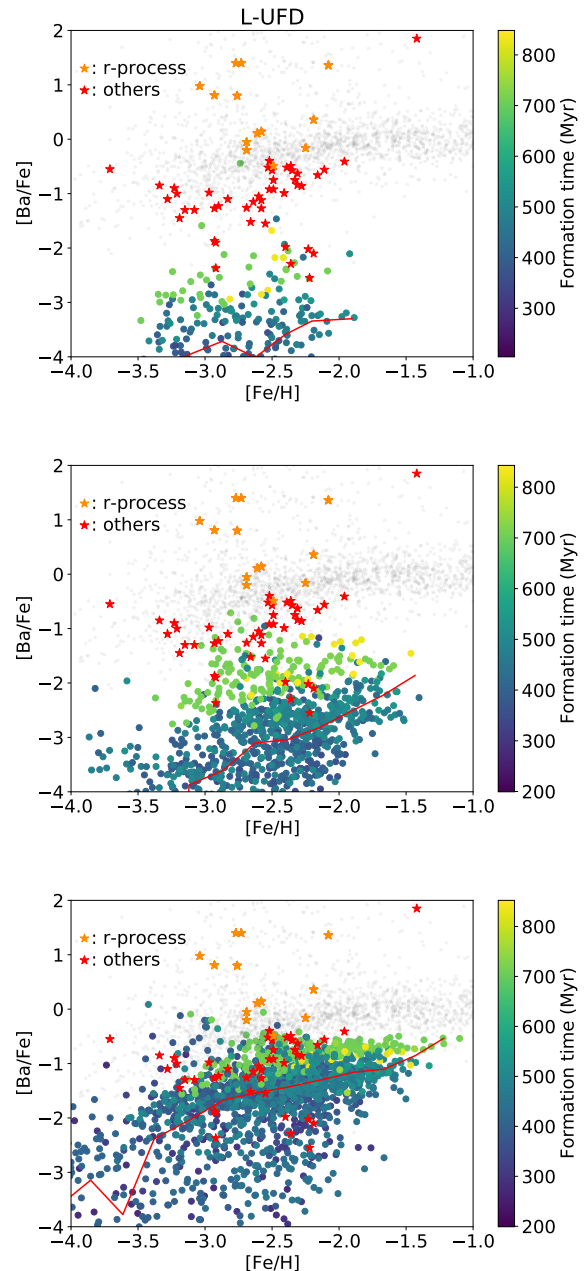 L-UFD
2
1
0
−1
−2
−3
−4
[Ba/Fe]
★: r-process
★: others
−4.0 −3.5 −3.0 −2.5 −2.0 −1.5 −1.0
[Fe/H]
800
700
600
500
400
300
Formation time (Myr)
2
1
0
−1
−2
−3
−4
[Ba/Fe]
★: r-process
★: others
−4.0 −3.5 −3.0 −2.5 −2.0 −1.5 −1.0
[Fe/H]
800
700
600
500
400
300
200
Formation time (Myr)
2
1
0
−1
−2
−3
−4
[Ba/Fe]
★: r-process
★: others
−4.0 −3.5 −3.0 −2.5 −2.0 −1.5 −1.0
[Fe/H]
800
700
600
500
400
300
200
Formation time (Myr)